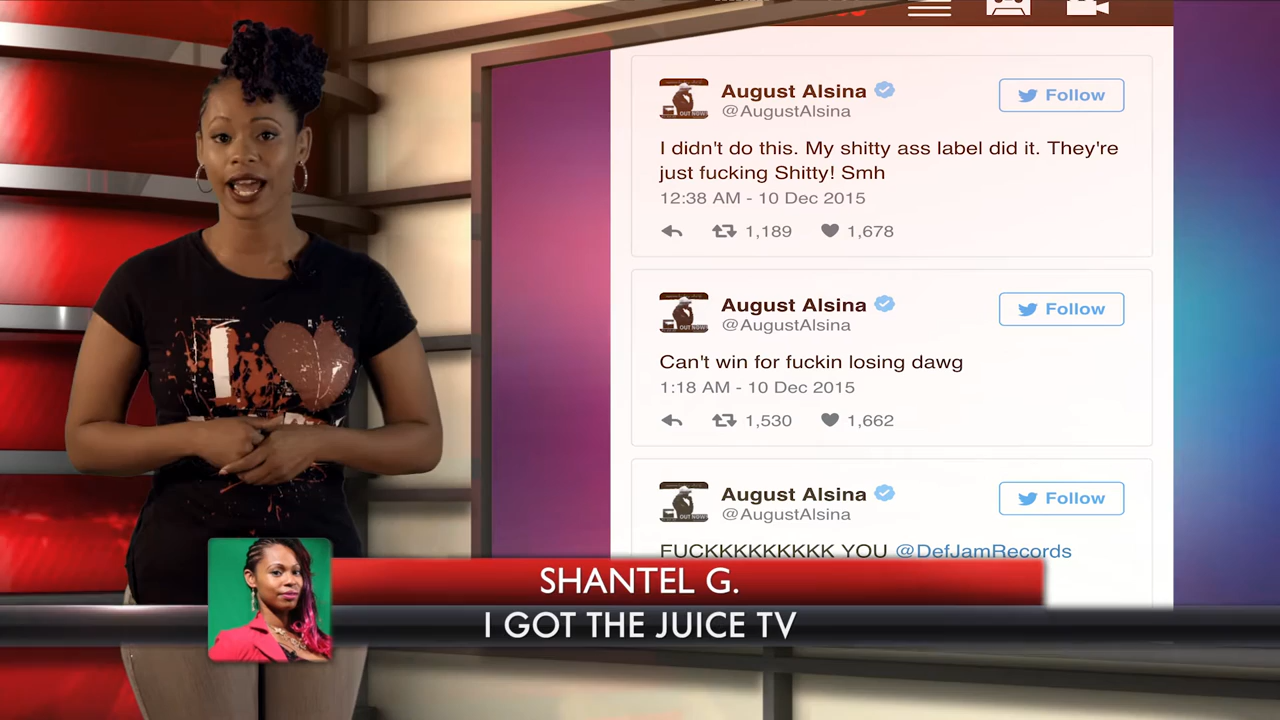 August Alsina
Follow
@AugustAlsina
I didn't do this. My shitty ass label did it. They're
just fucking Shitty! Smh
12:38 AM - 10 Dec 2015
1,189 1,678
August Alsina
Follow
@AugustAlsina
Can't win for fuckin losing dawg
1:18 AM - 10 Dec 2015
1,530 1,662
August Alsina
Follow
@AugustAlsina
FUCKKKKKKKKK YOU @DefJamRecords
I
SHANTEL G.
I GOT THE JUICE TV